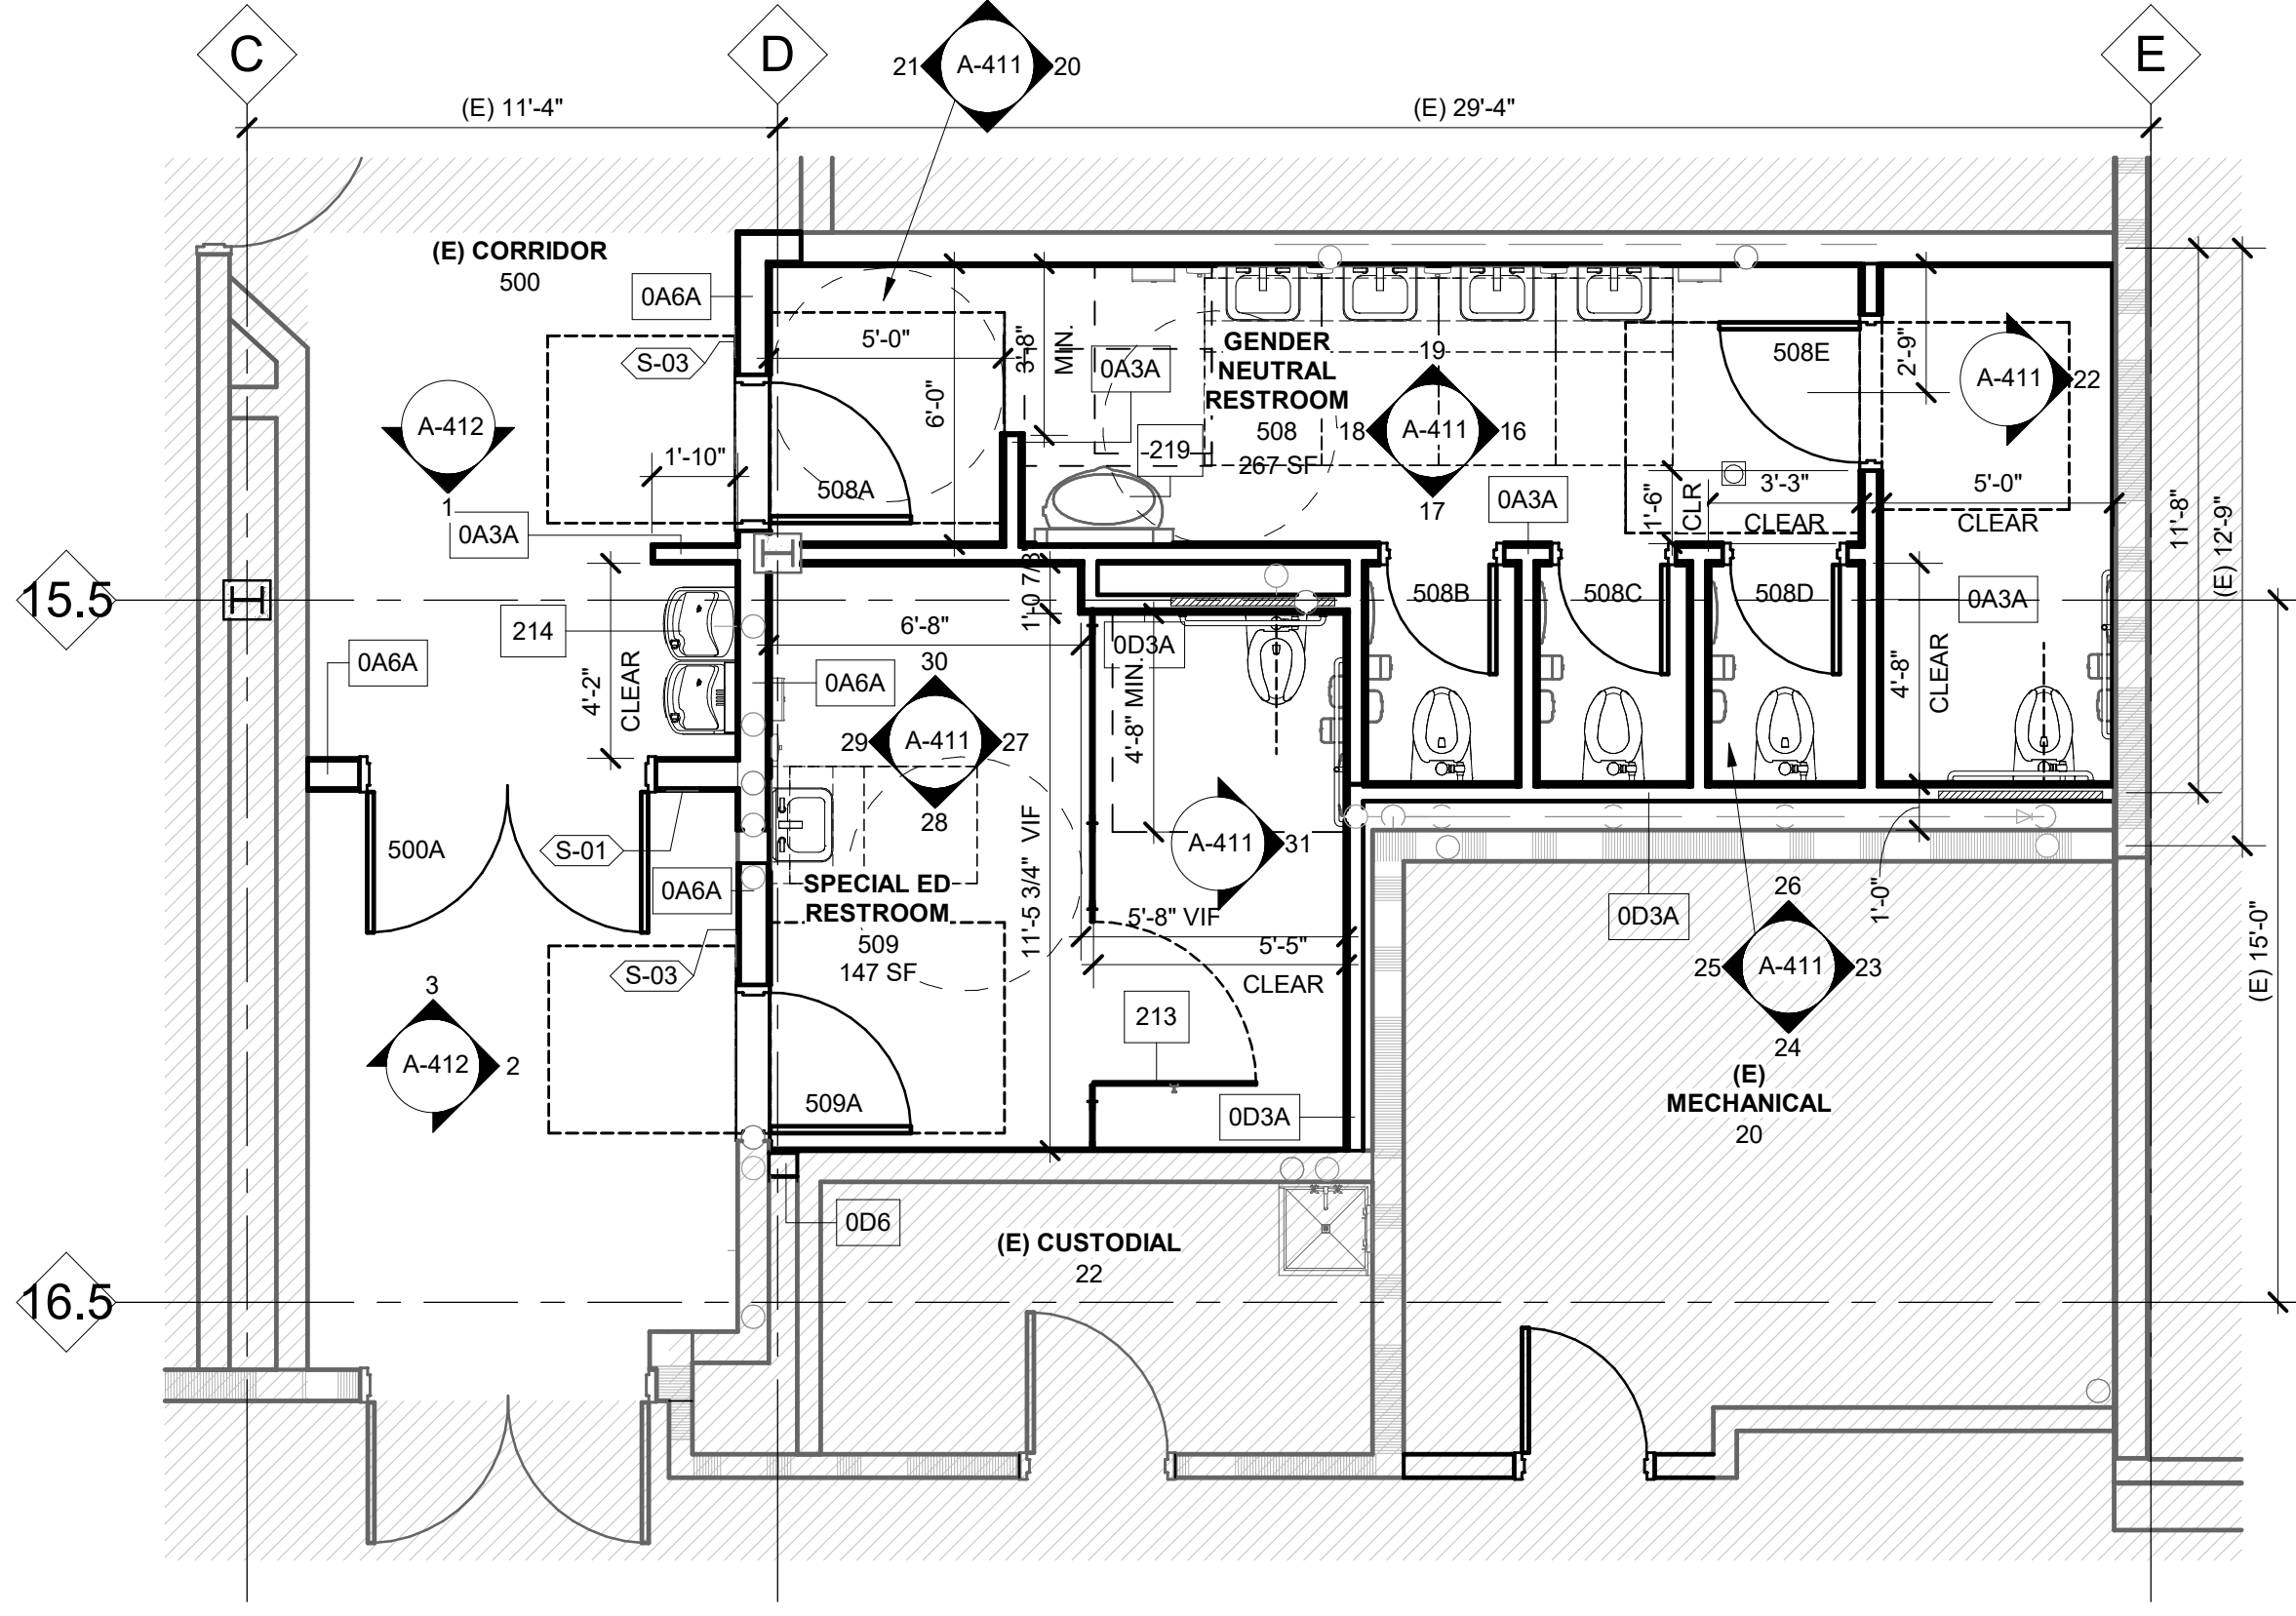 C
D
E
21
A-411
20
(E) 11'-4"
(E) 29'-4"
(E) CORRIDOR
500
0A6A
S-03
5'-0"
3'-8"
MIN.
6'-0"
0A3A
GENDER
NEUTRAL
RESTROOM
508
267 SF
19
18
A-411
16
17
508E
2'-9"
A-411
22
A-412
1
1'-10"
508A
-219
0A3A
0A3A
1'-6"
CLR
3'-3"
CLEAR
5'-0"
CLEAR
11'-8"
(E) 12'-9"
15.5
214
0A6A
4'-2"
CLEAR
6'-8"
1'-0 7/8"
0D3A
508B
508C
508D
0A3A
4'-8"
CLEAR
0A6A
30
29
A-411
27
28
4'-8" MIN.
A-411
31
500A
S-01
0A6A
SPECIAL ED
RESTROOM
509
147 SF
11'-5 3/4" VIF
5'-8" VIF
5'-5"
CLEAR
0D3A
1'-0"
26
25
A-411
23
24
(E) 15'-0"
S-03
3
A-412
2
213
509A
0D3A
(E)
MECHANICAL
20
0D6
(E) CUSTODIAL
22
16.5